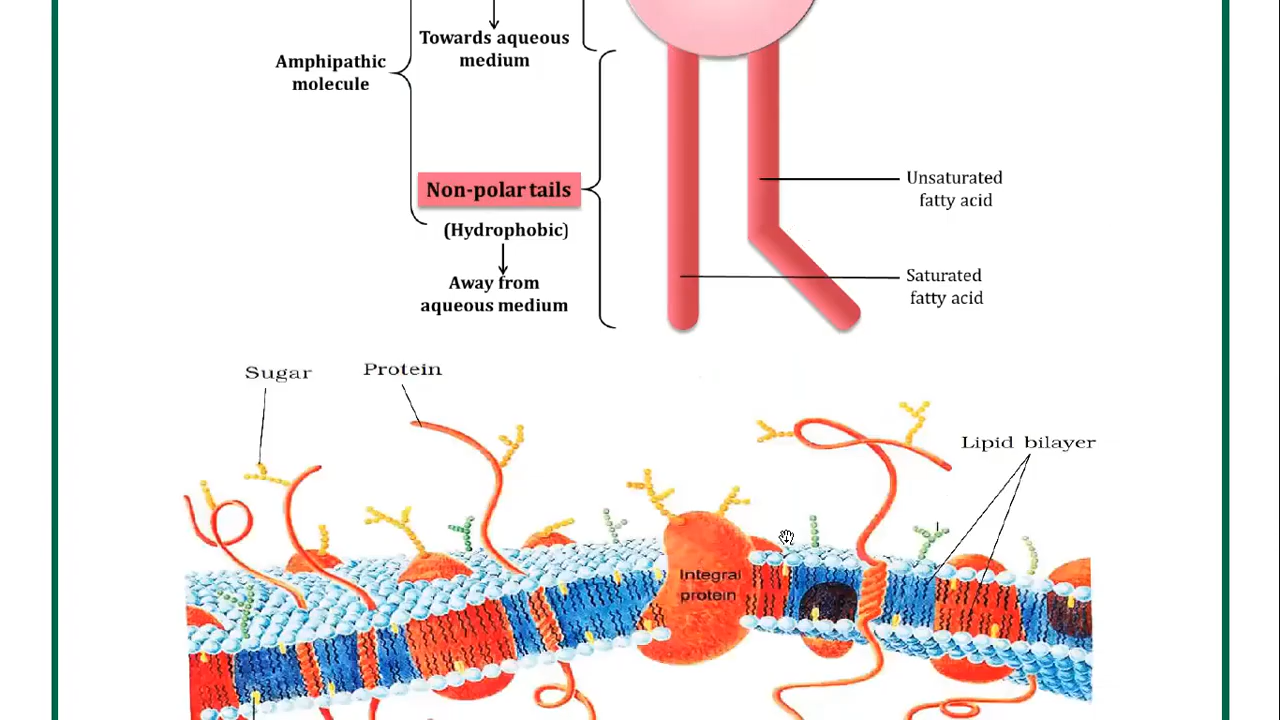 Towards aqueous
medium
Amphipathic
molecule
Non-polar tails
(Hydrophobic)
Away from
aqueous medium
Unsaturated
fatty acid
Saturated
fatty acid
Sugar
Protein
Lipid bilayer
Integral
protein